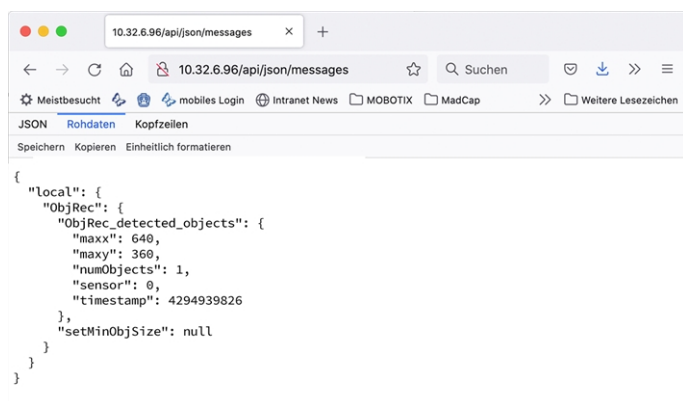 10.32.6.96/api/json/messages
10.32.6.96/api/json/messages Suchen
Meistbesucht mobiles Login Intranet News MOBOTIX MadCap Weitere Lesezeichen
JSON Rohdaten Kopfzeilen
Speichern Kopieren Einheitlich formatieren
{
  "local": {
    "ObjRec": {
      "ObjRec_detected_objects": {
        "maxx": 640,
        "maxy": 360,
        "numObjects": 1,
        "sensor": 0,
        "timestamp": 4294939826
      },
      "setMinObjSize": null
    }
  }
}